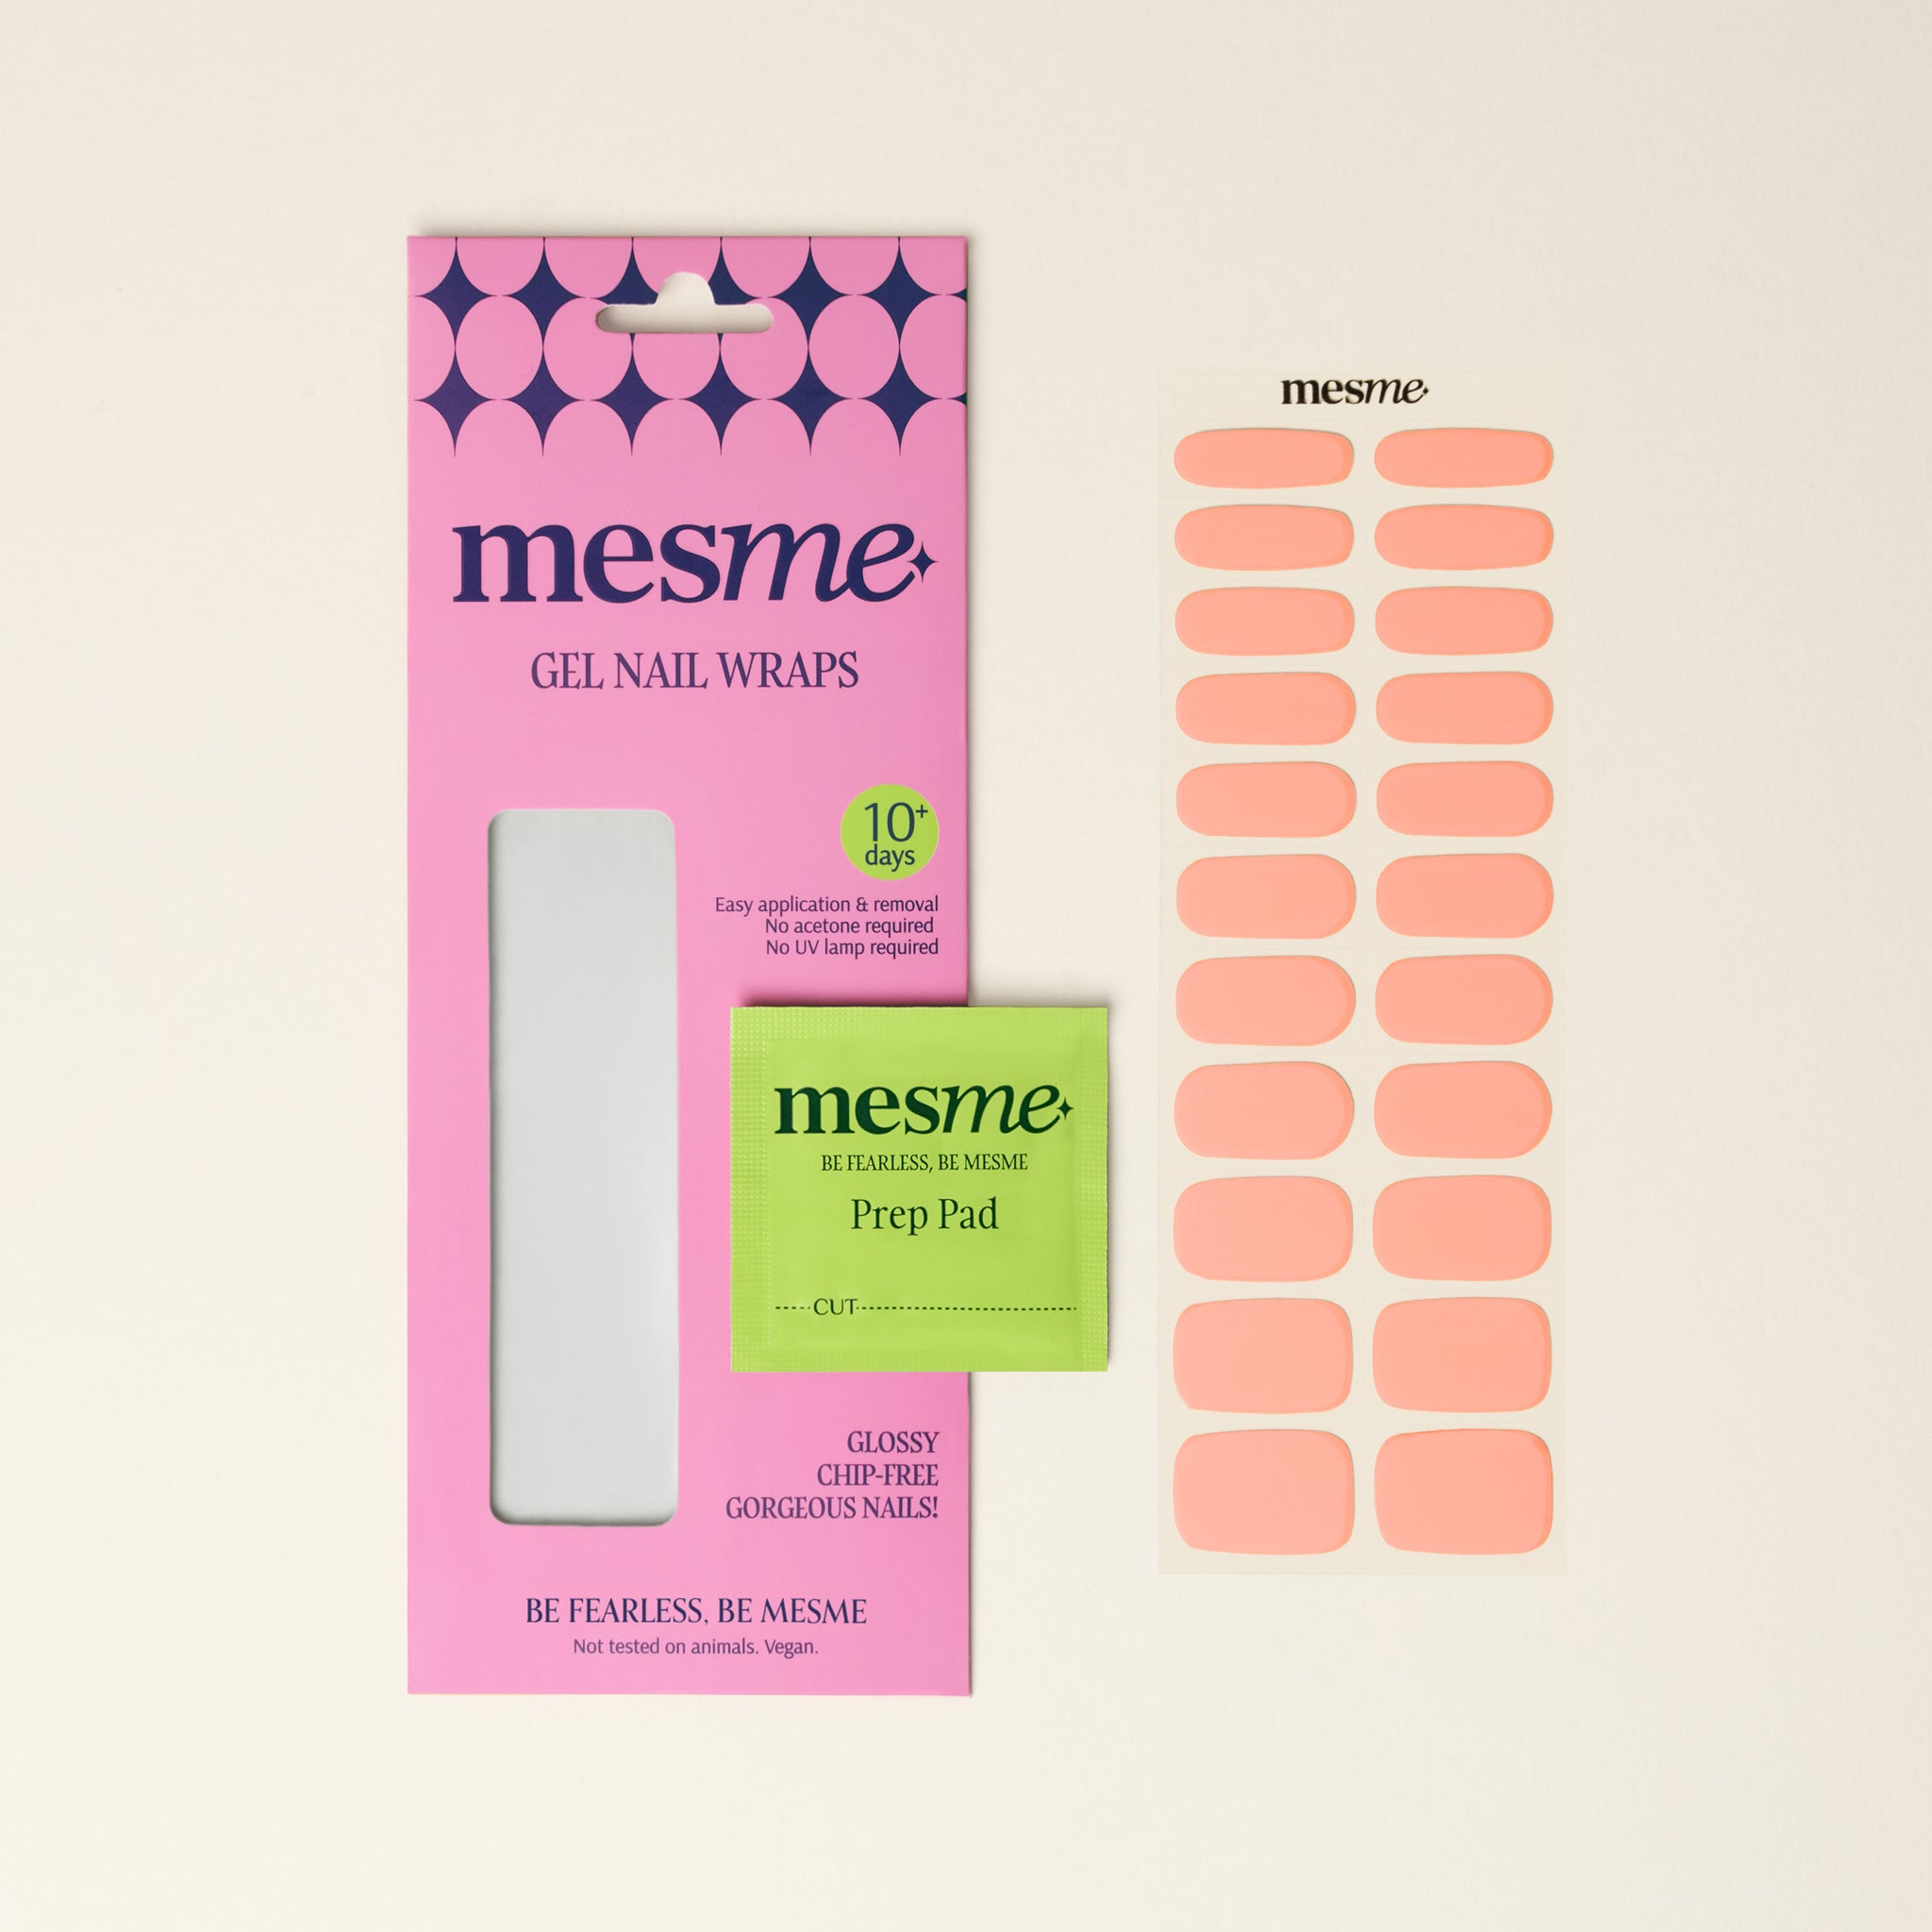 mesme
GEL NAIL WRAPS
10+
days
Easy application & removal
No acetone required
No UV lamp required
mesme
BE FEARLESS, BE MESME
Prep Pad
CUT
GLOSSY
CHIP-FREE
GORGEOUS NAILS!
BE FEARLESS, BE MESME
Not tested on animals. Vegan.
mesme